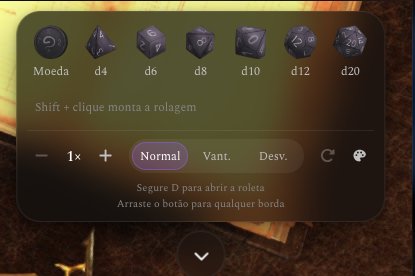 Moeda d4 d6 d8 d10 d12 d20
Shift + clique monta a rolagem
− 1× + Normal Vant. Desv.
Segure D para abrir a roleta
Arraste o botão para qualquer borda